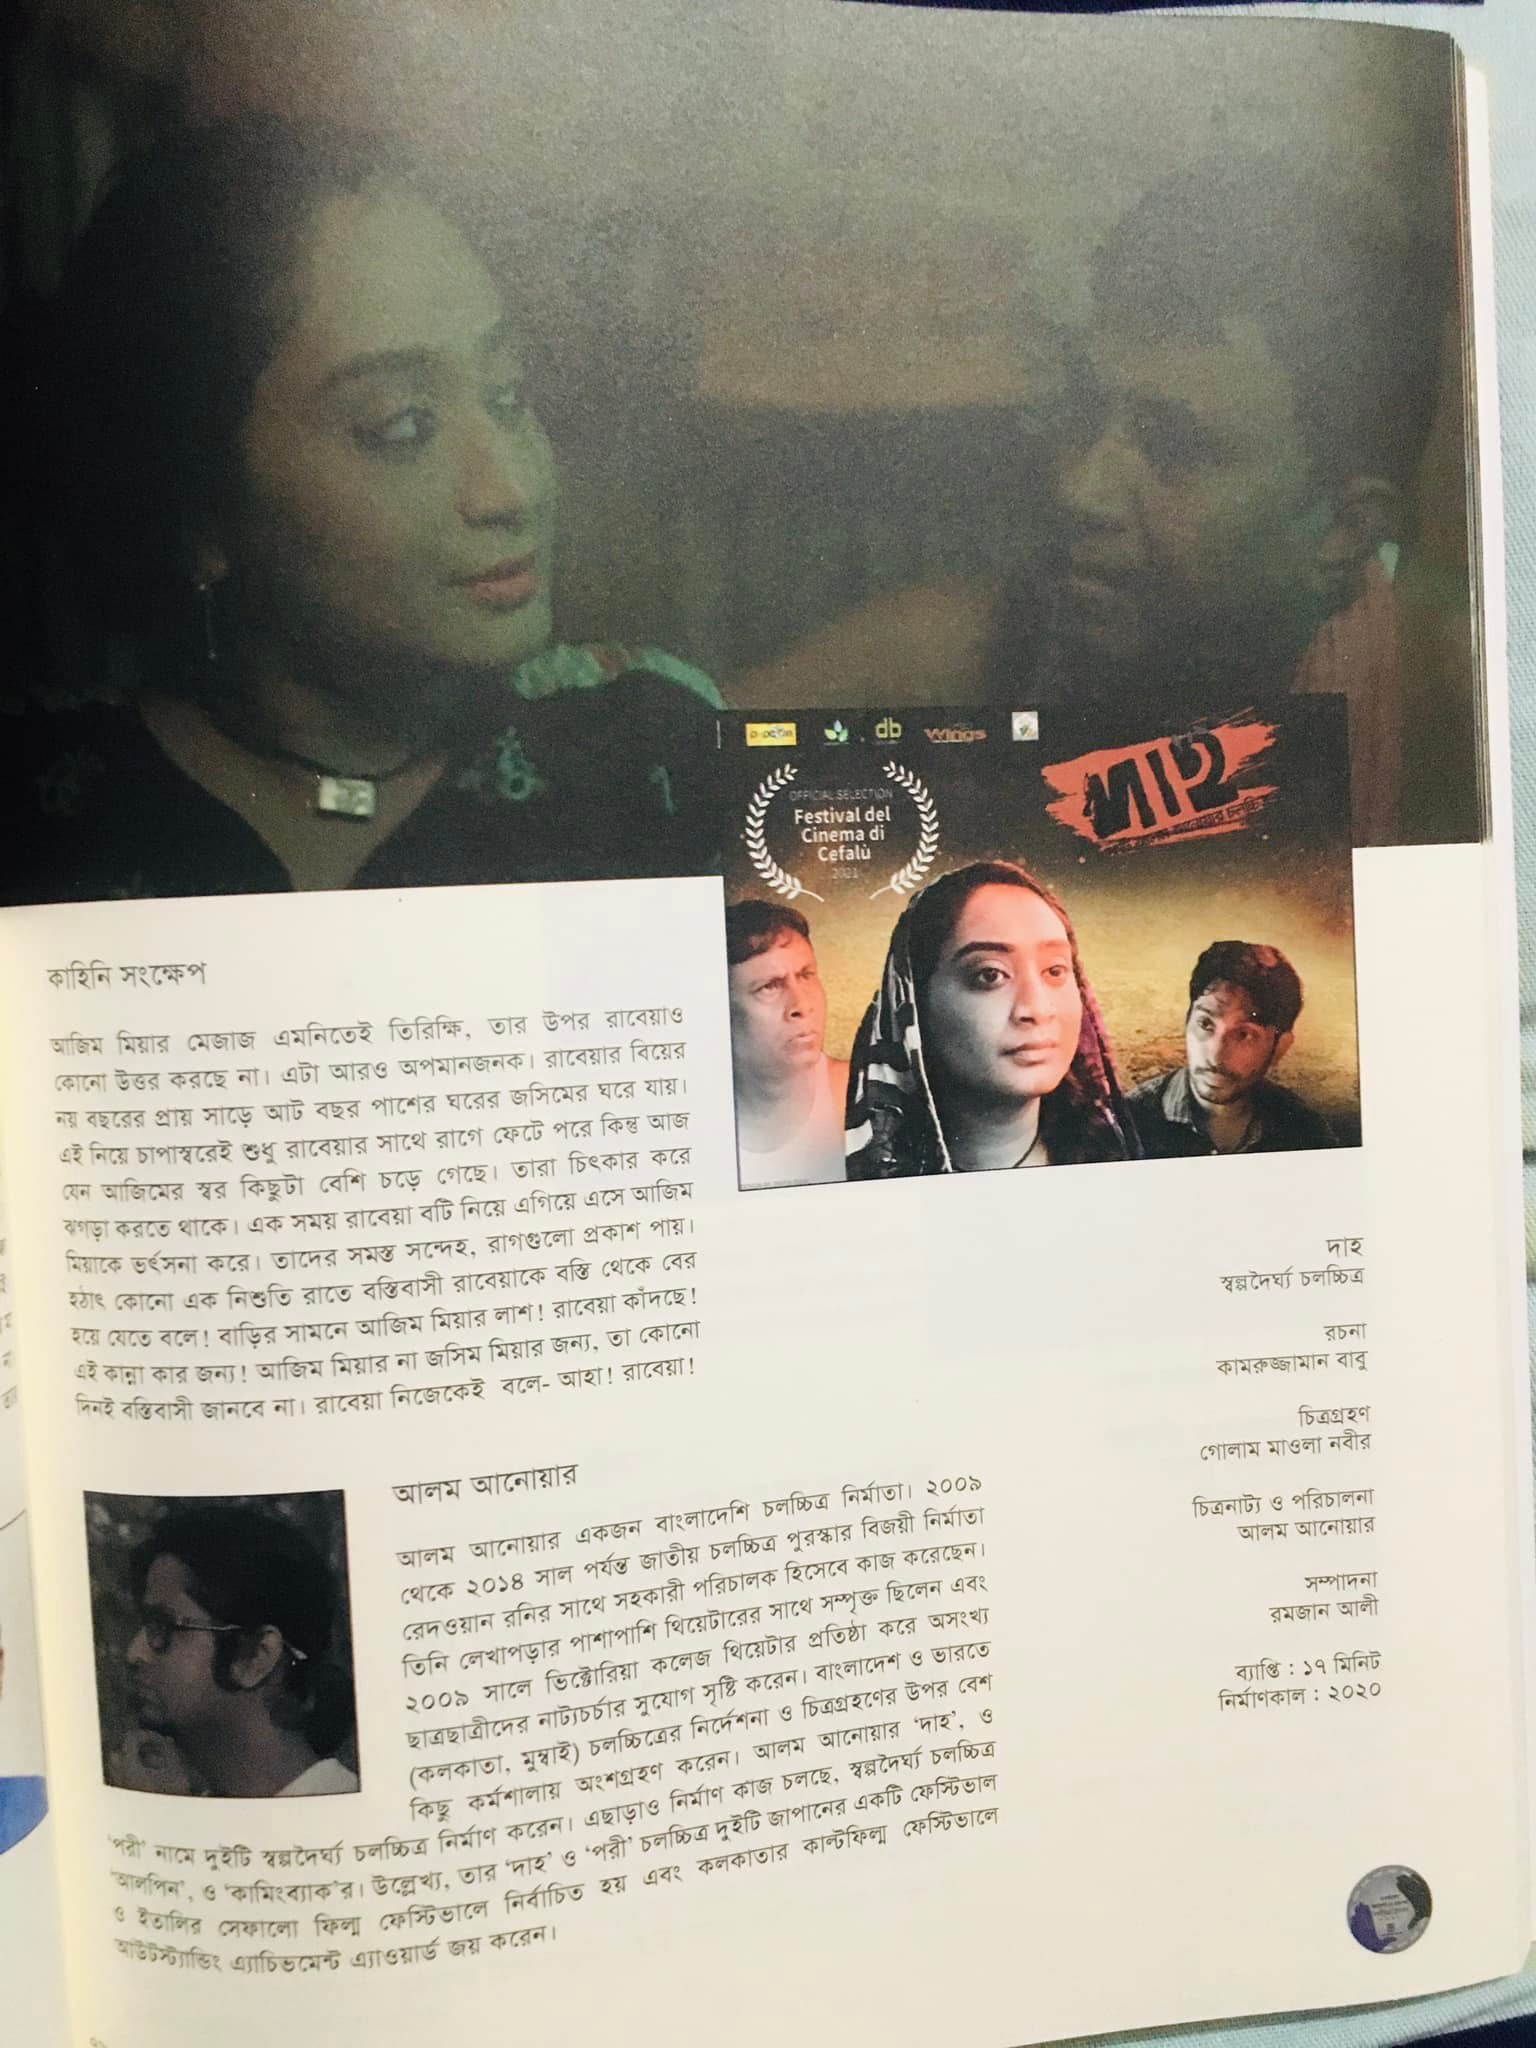 db
Wings
OFFICIAL SELECTION
Festival del
Cinema di
Cefalù
2021
দাহ
কাহিনি সংক্ষেপ
আজিম মিয়ার মেজাজ এমনিতেই তিরিক্ষি, তার উপর রাবেয়াও
কোনো উত্তর করছে না। এটা আরও অপমানজনক। রাবেয়ার বিয়ের
নয় বছরের প্রায় সাড়ে আট বছর পাশের ঘরের জসিমের ঘরে যায়।
এই নিয়ে চাপাস্বরেই শুধু রাবেয়ার সাথে রাগে ফেটে পরে কিন্তু আজ
যেন আজিমের স্বর কিছুটা বেশি চড়ে গেছে। তারা চিৎকার করে
ঝগড়া করতে থাকে। এক সময় রাবেয়া বটি নিয়ে এগিয়ে এসে আজিম
মিয়াকে ভর্ৎসনা করে। তাদের সমস্ত সন্দেহ, রাগগুলো প্রকাশ পায়।
হঠাৎ কোনো এক নিশুতি রাতে বস্তিবাসী রাবেয়াকে বস্তি থেকে বের
হয়ে যেতে বলে! বাড়ির সামনে আজিম মিয়ার লাশ! রাবেয়া কাঁদছে!
এই কান্না কার জন্য! আজিম মিয়ার না জসিম মিয়ার জন্য, তা কোনো
দিনই বস্তিবাসী জানবে না। রাবেয়া নিজেকেই বলে- আহা! রাবেয়া!
দাহ
স্বল্পদৈর্ঘ্য চলচ্চিত্র
রচনা
কামরুজ্জামান বাবু
চিত্রগ্রহণ
গোলাম মাওলা নবীর
চিত্রনাট্য ও পরিচালনা
আলম আনোয়ার
সম্পাদনা
রমজান আলী
ব্যাপ্তি : ১৭ মিনিট
নির্মাণকাল : ২০২০
আলম আনোয়ার
আলম আনোয়ার একজন বাংলাদেশি চলচ্চিত্র নির্মাতা। ২০০৯
থেকে ২০১৪ সাল পর্যন্ত জাতীয় চলচ্চিত্র পুরস্কার বিজয়ী নির্মাতা
রেদওয়ান রনির সাথে সহকারী পরিচালক হিসেবে কাজ করেছেন।
তিনি লেখাপড়ার পাশাপাশি থিয়েটারের সাথে সম্পৃক্ত ছিলেন এবং
২০০৯ সালে ভিক্টোরিয়া কলেজ থিয়েটার প্রতিষ্ঠা করে অসংখ্য
ছাত্রছাত্রীদের নাট্যচর্চার সুযোগ সৃষ্টি করেন। বাংলাদেশ ও ভারতে
(কলকাতা, মুম্বাই) চলচ্চিত্রের নির্দেশনা ও চিত্রগ্রহণের উপর বেশ
কিছু কর্মশালায় অংশগ্রহণ করেন। আলম আনোয়ার ‘দাহ’, ও
‘পরী’ নামে দুইটি স্বল্পদৈর্ঘ্য চলচ্চিত্র নির্মাণ করেন। এছাড়াও নির্মাণ কাজ চলছে, স্বল্পদৈর্ঘ্য চলচ্চিত্র
‘আলপিন’, ও ‘কামিংব্যাক’র। উল্লেখ্য, তার ‘দাহ’ ও ‘পরী’ চলচ্চিত্র দুইটি জাপানের একটি ফেস্টিভাল
ও ইতালির সেফালো ফিল্ম ফেস্টিভালে নির্বাচিত হয় এবং কলকাতার কাল্টফিল্ম ফেস্টিভালে
আউটস্ট্যান্ডিং এ্যাচিভমেন্ট এ্যাওয়ার্ড জয় করেন।